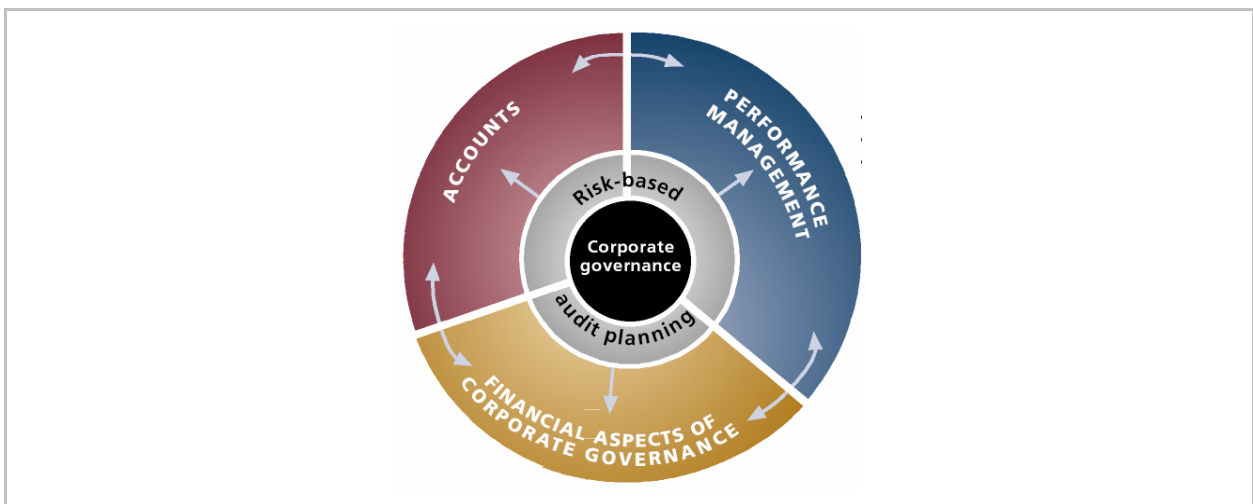 ACCOUNTS
PERFORMANCE
MANAGEMENT
Risk-based
Corporate
governance
audit planning
FINANCIAL ASPECTS OF
CORPORATE GOVERNANCE